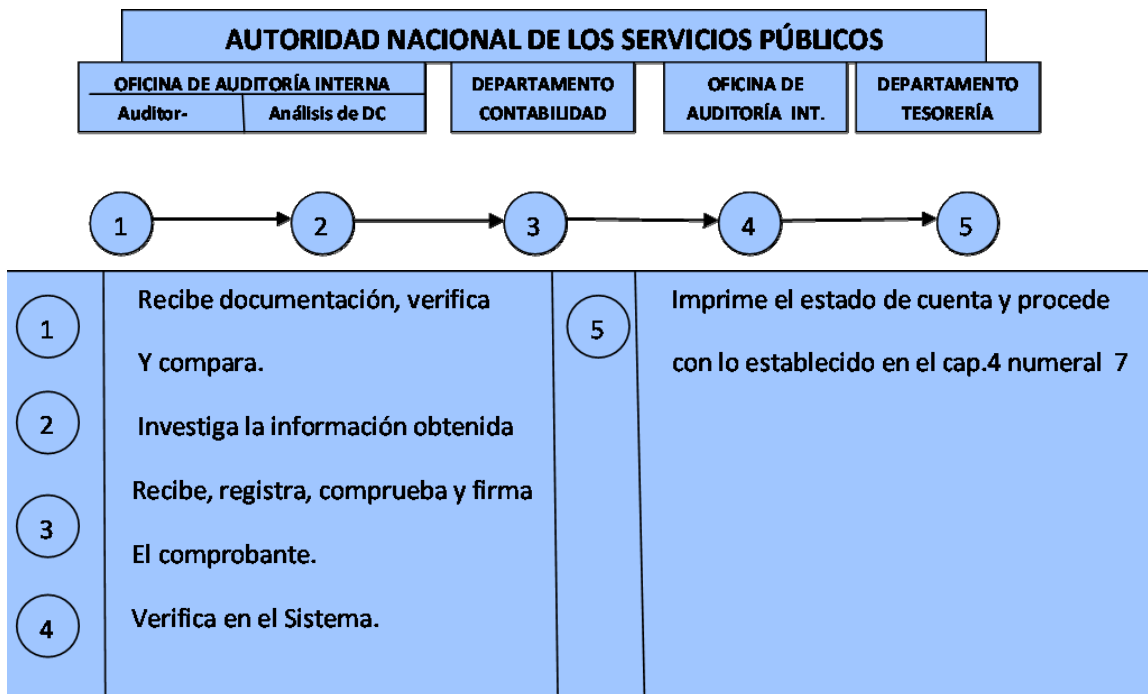 AUTORIDAD NACIONAL DE LOS SERVICIOS PÚBLICOS
OFICINA DE AUDITORÍA INTERNA
Auditor-
Análisis de DC
DEPARTAMENTO
CONTABILIDAD
OFICINA DE
AUDITORÍA INT.
DEPARTAMENTO
TESORERÍA
1
2
3
4
5
1
Recibe documentación, verifica
Y compara.
2
Investiga la información obtenida
3
Recibe, registra, comprueba y firma
El comprobante.
4
Verifica en el Sistema.
5
Imprime el estado de cuenta y procede
con lo establecido en el cap.4 numeral 7